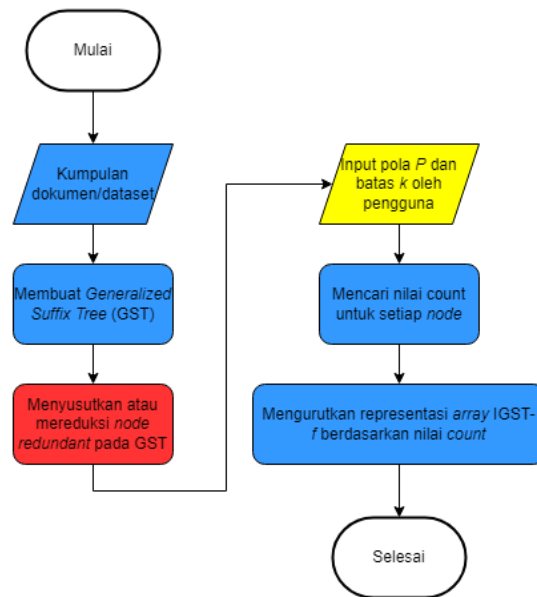 Mulai
Kumpulan
dokumen/dataset
Membuat Generalized
Suffix Tree (GST)
Menyusutkan atau
mereduksi node
redundant pada GST
Input pola P dan
batas k oleh
pengguna
Mencari nilai count
untuk setiap node
Mengurutkan representasi array IGST-
f berdasarkan nilai count
Selesai